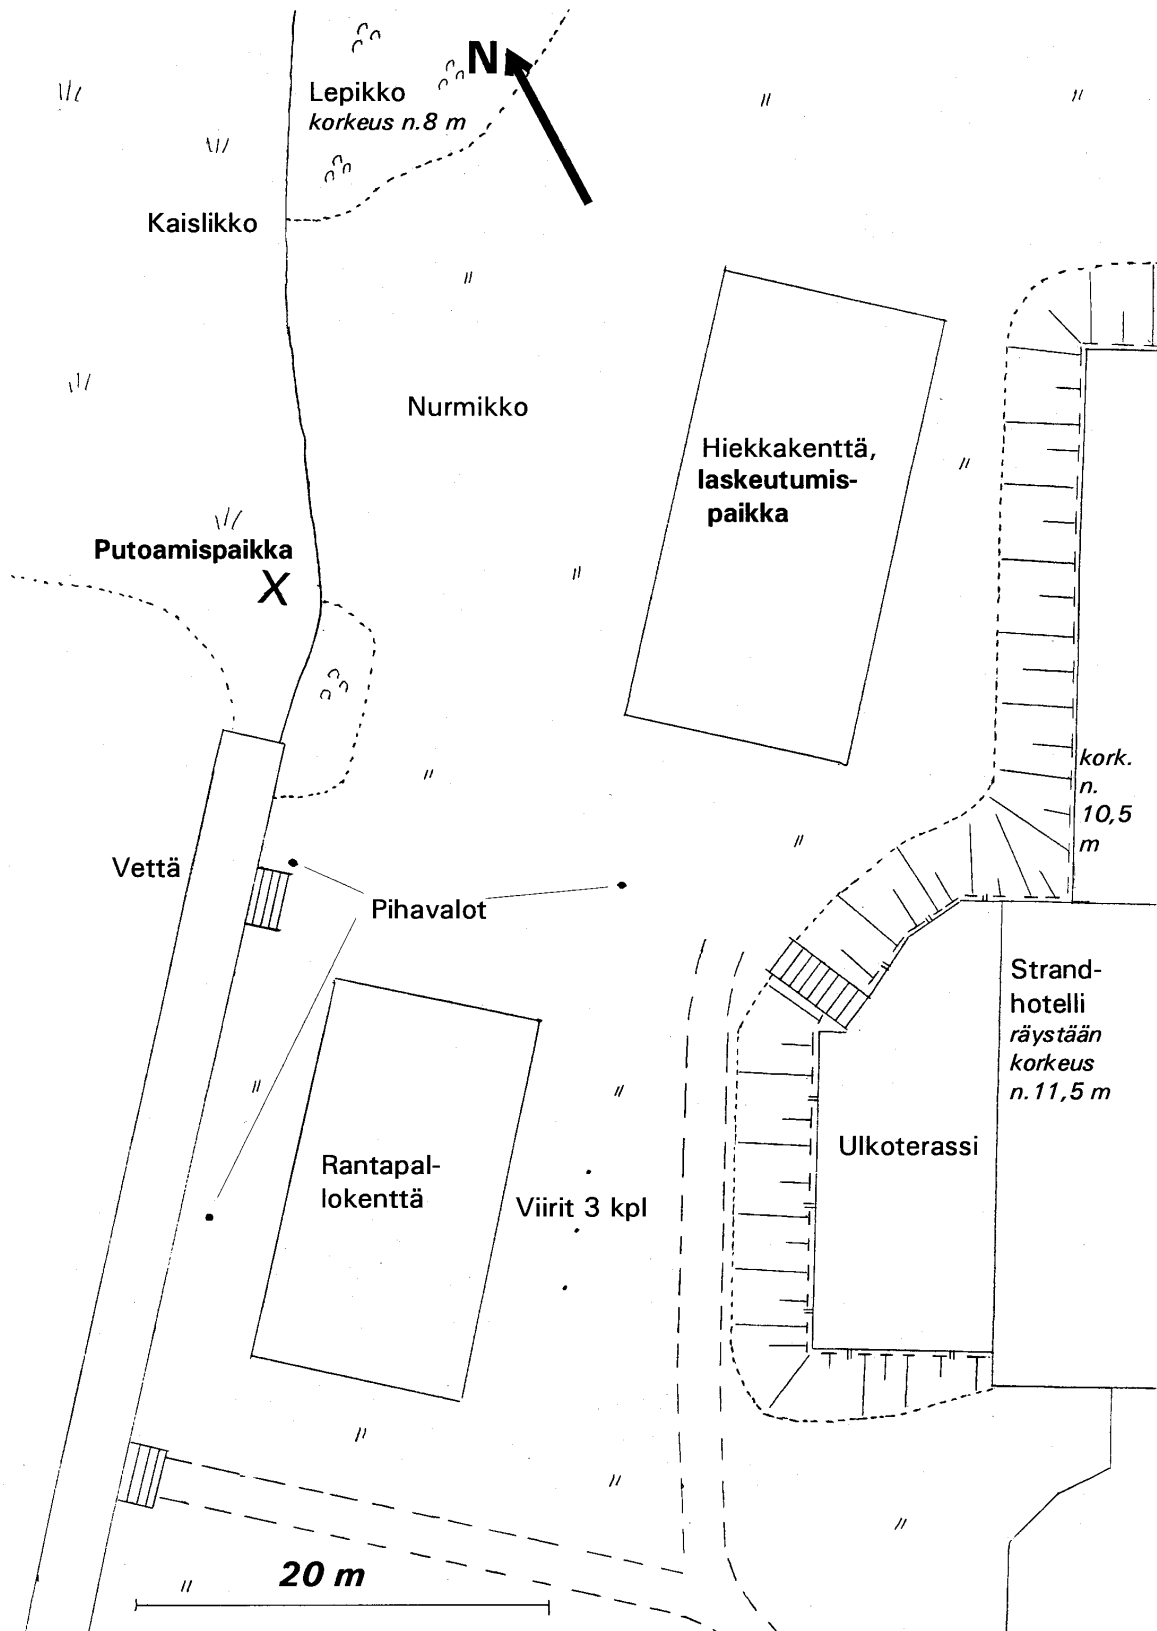 N
Lepikko
korkeus n.8 m
Kaislikko
Nurmikko
Hiekkakenttä,
laskeutumis-
paikka
Putoamispaikka
X
kork.
n.
10,5
m
Vettä
Pihavalot
Strand-
hotelli
räystään
korkeus
n.11,5 m
Ulkoterassi
Rantapal-
lokenttä
Viirit 3 kpl
20 m